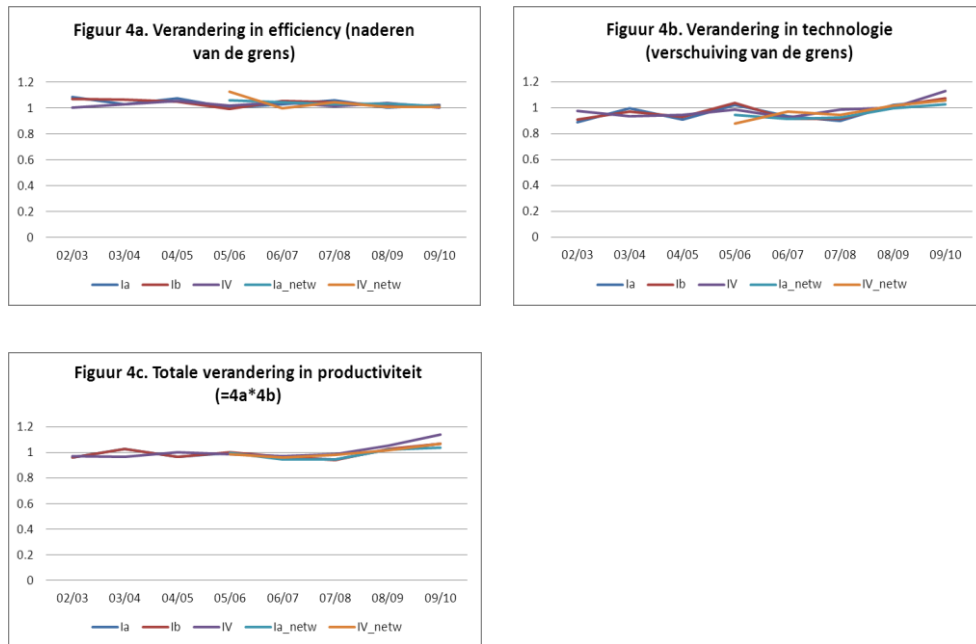 Figuur 4a. Verandering in efficiency (naderen
van de grens)
1.2
1
0.8
0.6
0.4
0.2
0
02/03 03/04 04/05 05/06 06/07 07/08 08/09 09/10
Ia Ib IV Ia_netw IV_netw
Figuur 4b. Verandering in technologie
(verschuiving van de grens)
1.2
1
0.8
0.6
0.4
0.2
0
02/03 03/04 04/05 05/06 06/07 07/08 08/09 09/10
Ia Ib IV Ia_netw IV_netw
Figuur 4c. Totale verandering in productiviteit
(=4a*4b)
1.2
1
0.8
0.6
0.4
0.2
0
02/03 03/04 04/05 05/06 06/07 07/08 08/09 09/10
Ia Ib IV Ia_netw IV_netw